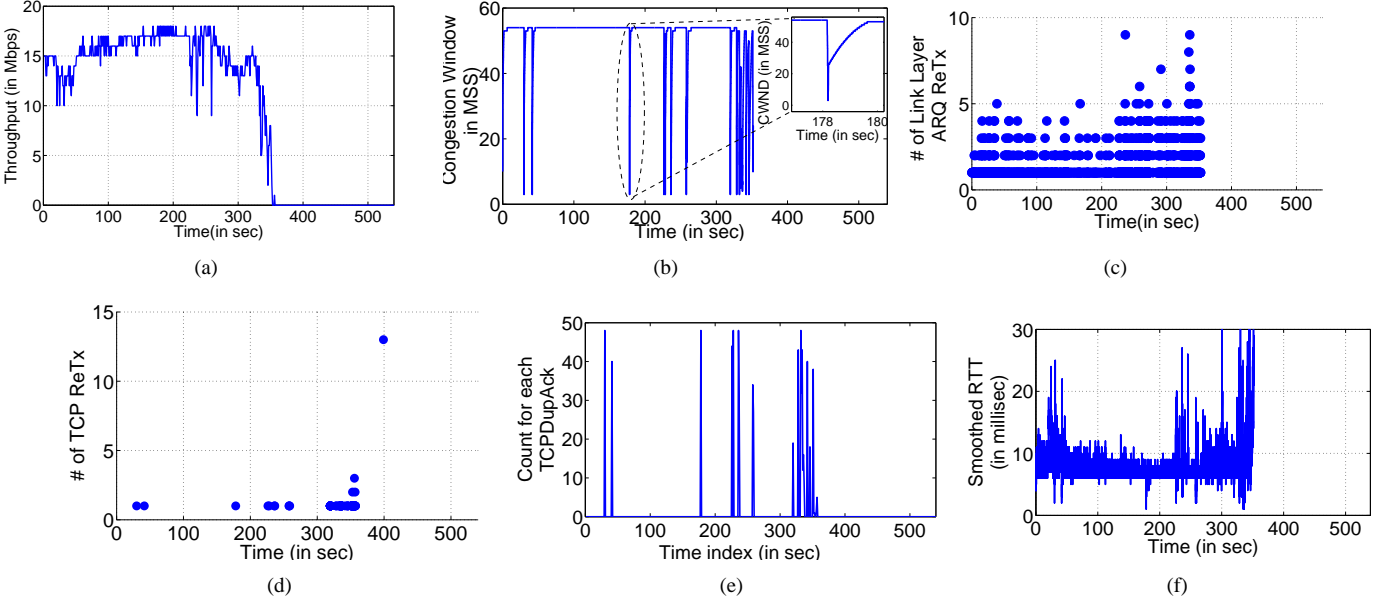 20
15
10
5
0
Throughput (in Mbps)
0 100 200 300 400 500
Time(in sec)
(a)
60
40
20
0
Congestion Window
in MSS)
0 100 200 300 400 500
Time (in sec)
40
20
0
CWND (in MSS)
178 180
Time (in sec)
(b)
10
5
0
# of Link Layer
ARQ ReTx
0 100 200 300 400 500
Time(in sec)
(c)
15
10
5
0
# of TCP ReTx
0 100 200 300 400 500
Time (in sec)
(d)
50
40
30
20
10
0
Count for each
TCPDupAck
0 100 200 300 400 500
Time index (in sec)
(e)
30
20
10
0
Smoothed RTT
(in millisec)
0 100 200 300 400 500
Time (in sec)
(f)